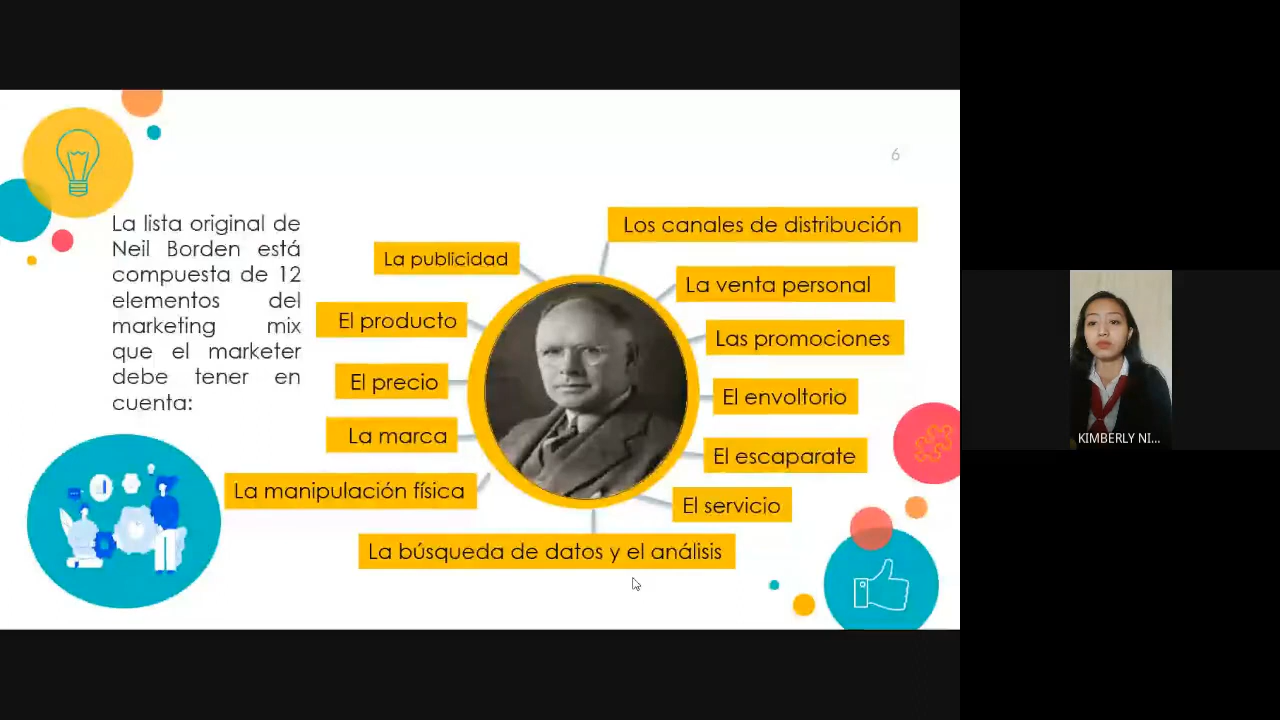 6
La lista original de
Neil Borden está
compuesta de 12
elementos del
marketing mix
que el marketer
debe tener en
cuenta:
La publicidad
El producto
El precio
La marca
La manipulación física
La búsqueda de datos y el análisis
Los canales de distribución
La venta personal
Las promociones
El envoltorio
El escaparate
El servicio
KIMBERLY NI...